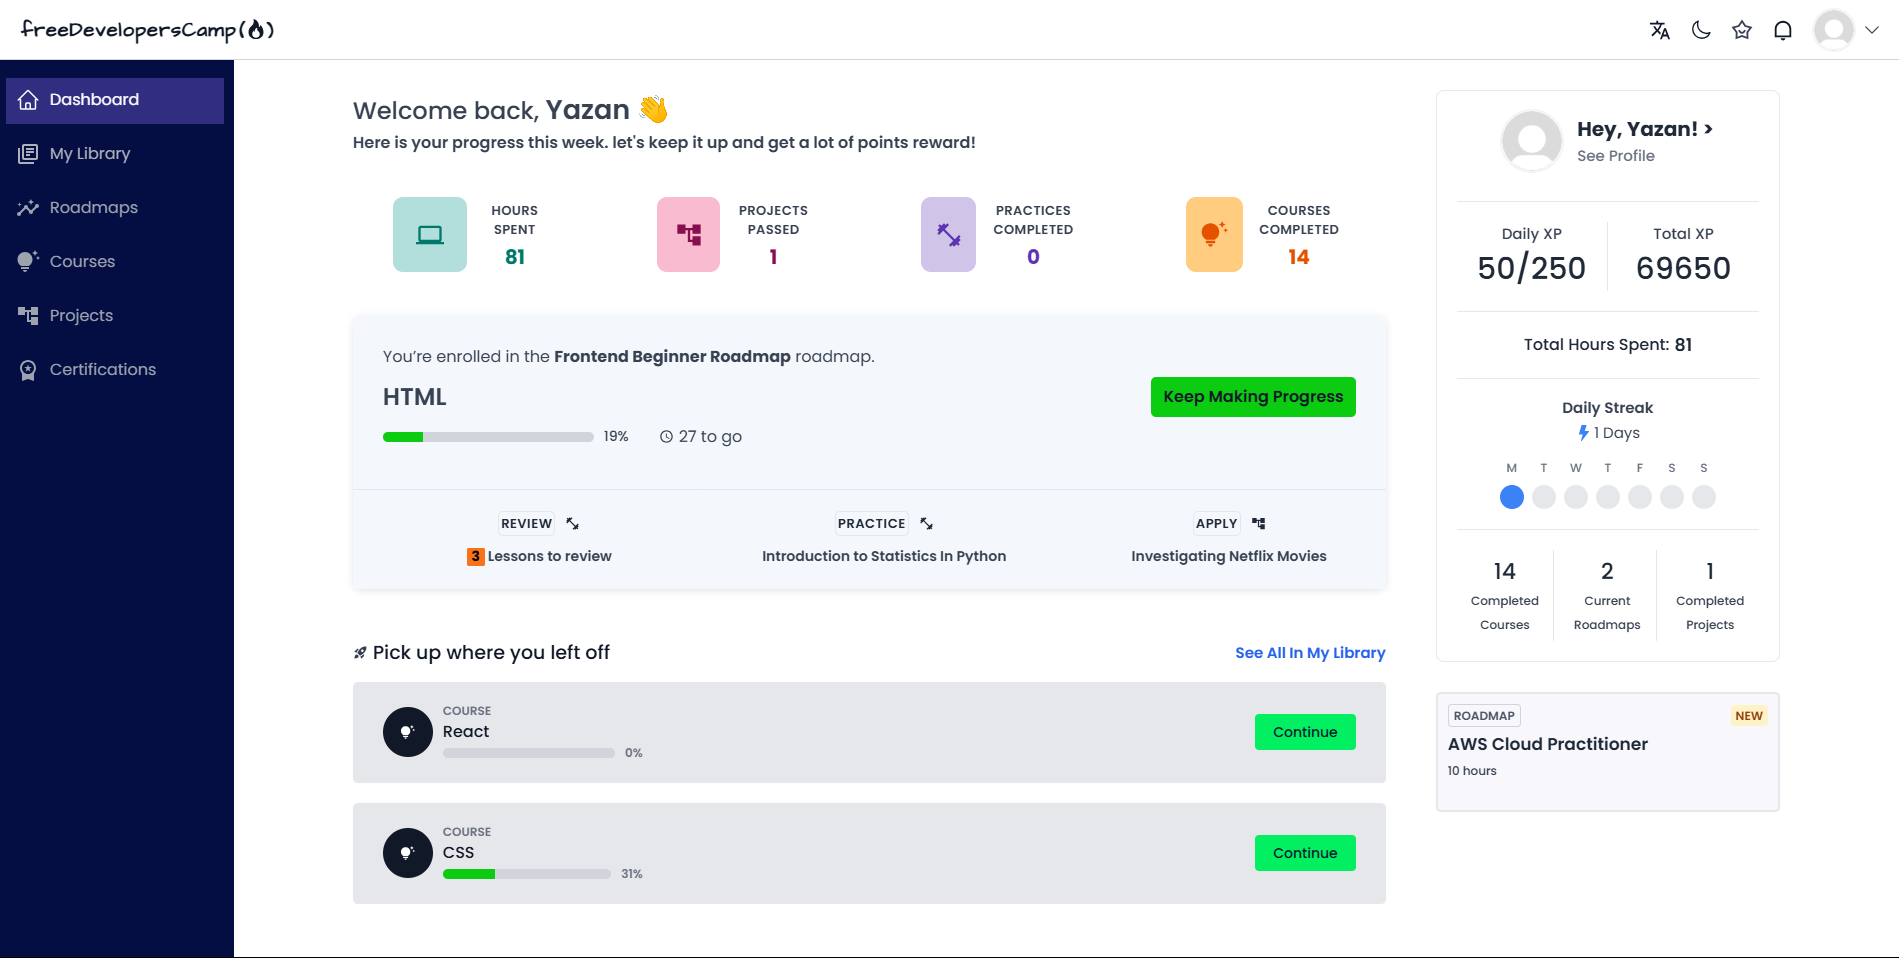 freeDevelopersCamp(🔥)
Dashboard
My Library
Roadmaps
Courses
Projects
Certifications
Welcome back, Yazan 👋
Here is your progress this week. let's keep it up and get a lot of points reward!
HOURS
SPENT
81
PROJECTS
PASSED
1
PRACTICES
COMPLETED
0
COURSES
COMPLETED
14
You're enrolled in the Frontend Beginner Roadmap roadmap.
HTML
Keep Making Progress
19%
27 to go
REVIEW
3 Lessons to review
PRACTICE
Introduction to Statistics In Python
APPLY
Investigating Netflix Movies
Pick up where you left off
See All In My Library
COURSE
React
0%
Continue
COURSE
CSS
31%
Continue
Hey, Yazan! >
See Profile
Daily XP
50/250
Total XP
69650
Total Hours Spent: 81
Daily Streak
1 Days
M T W T F S S
14
Completed
Courses
2
Current
Roadmaps
1
Completed
Projects
ROADMAP
NEW
AWS Cloud Practitioner
10 hours